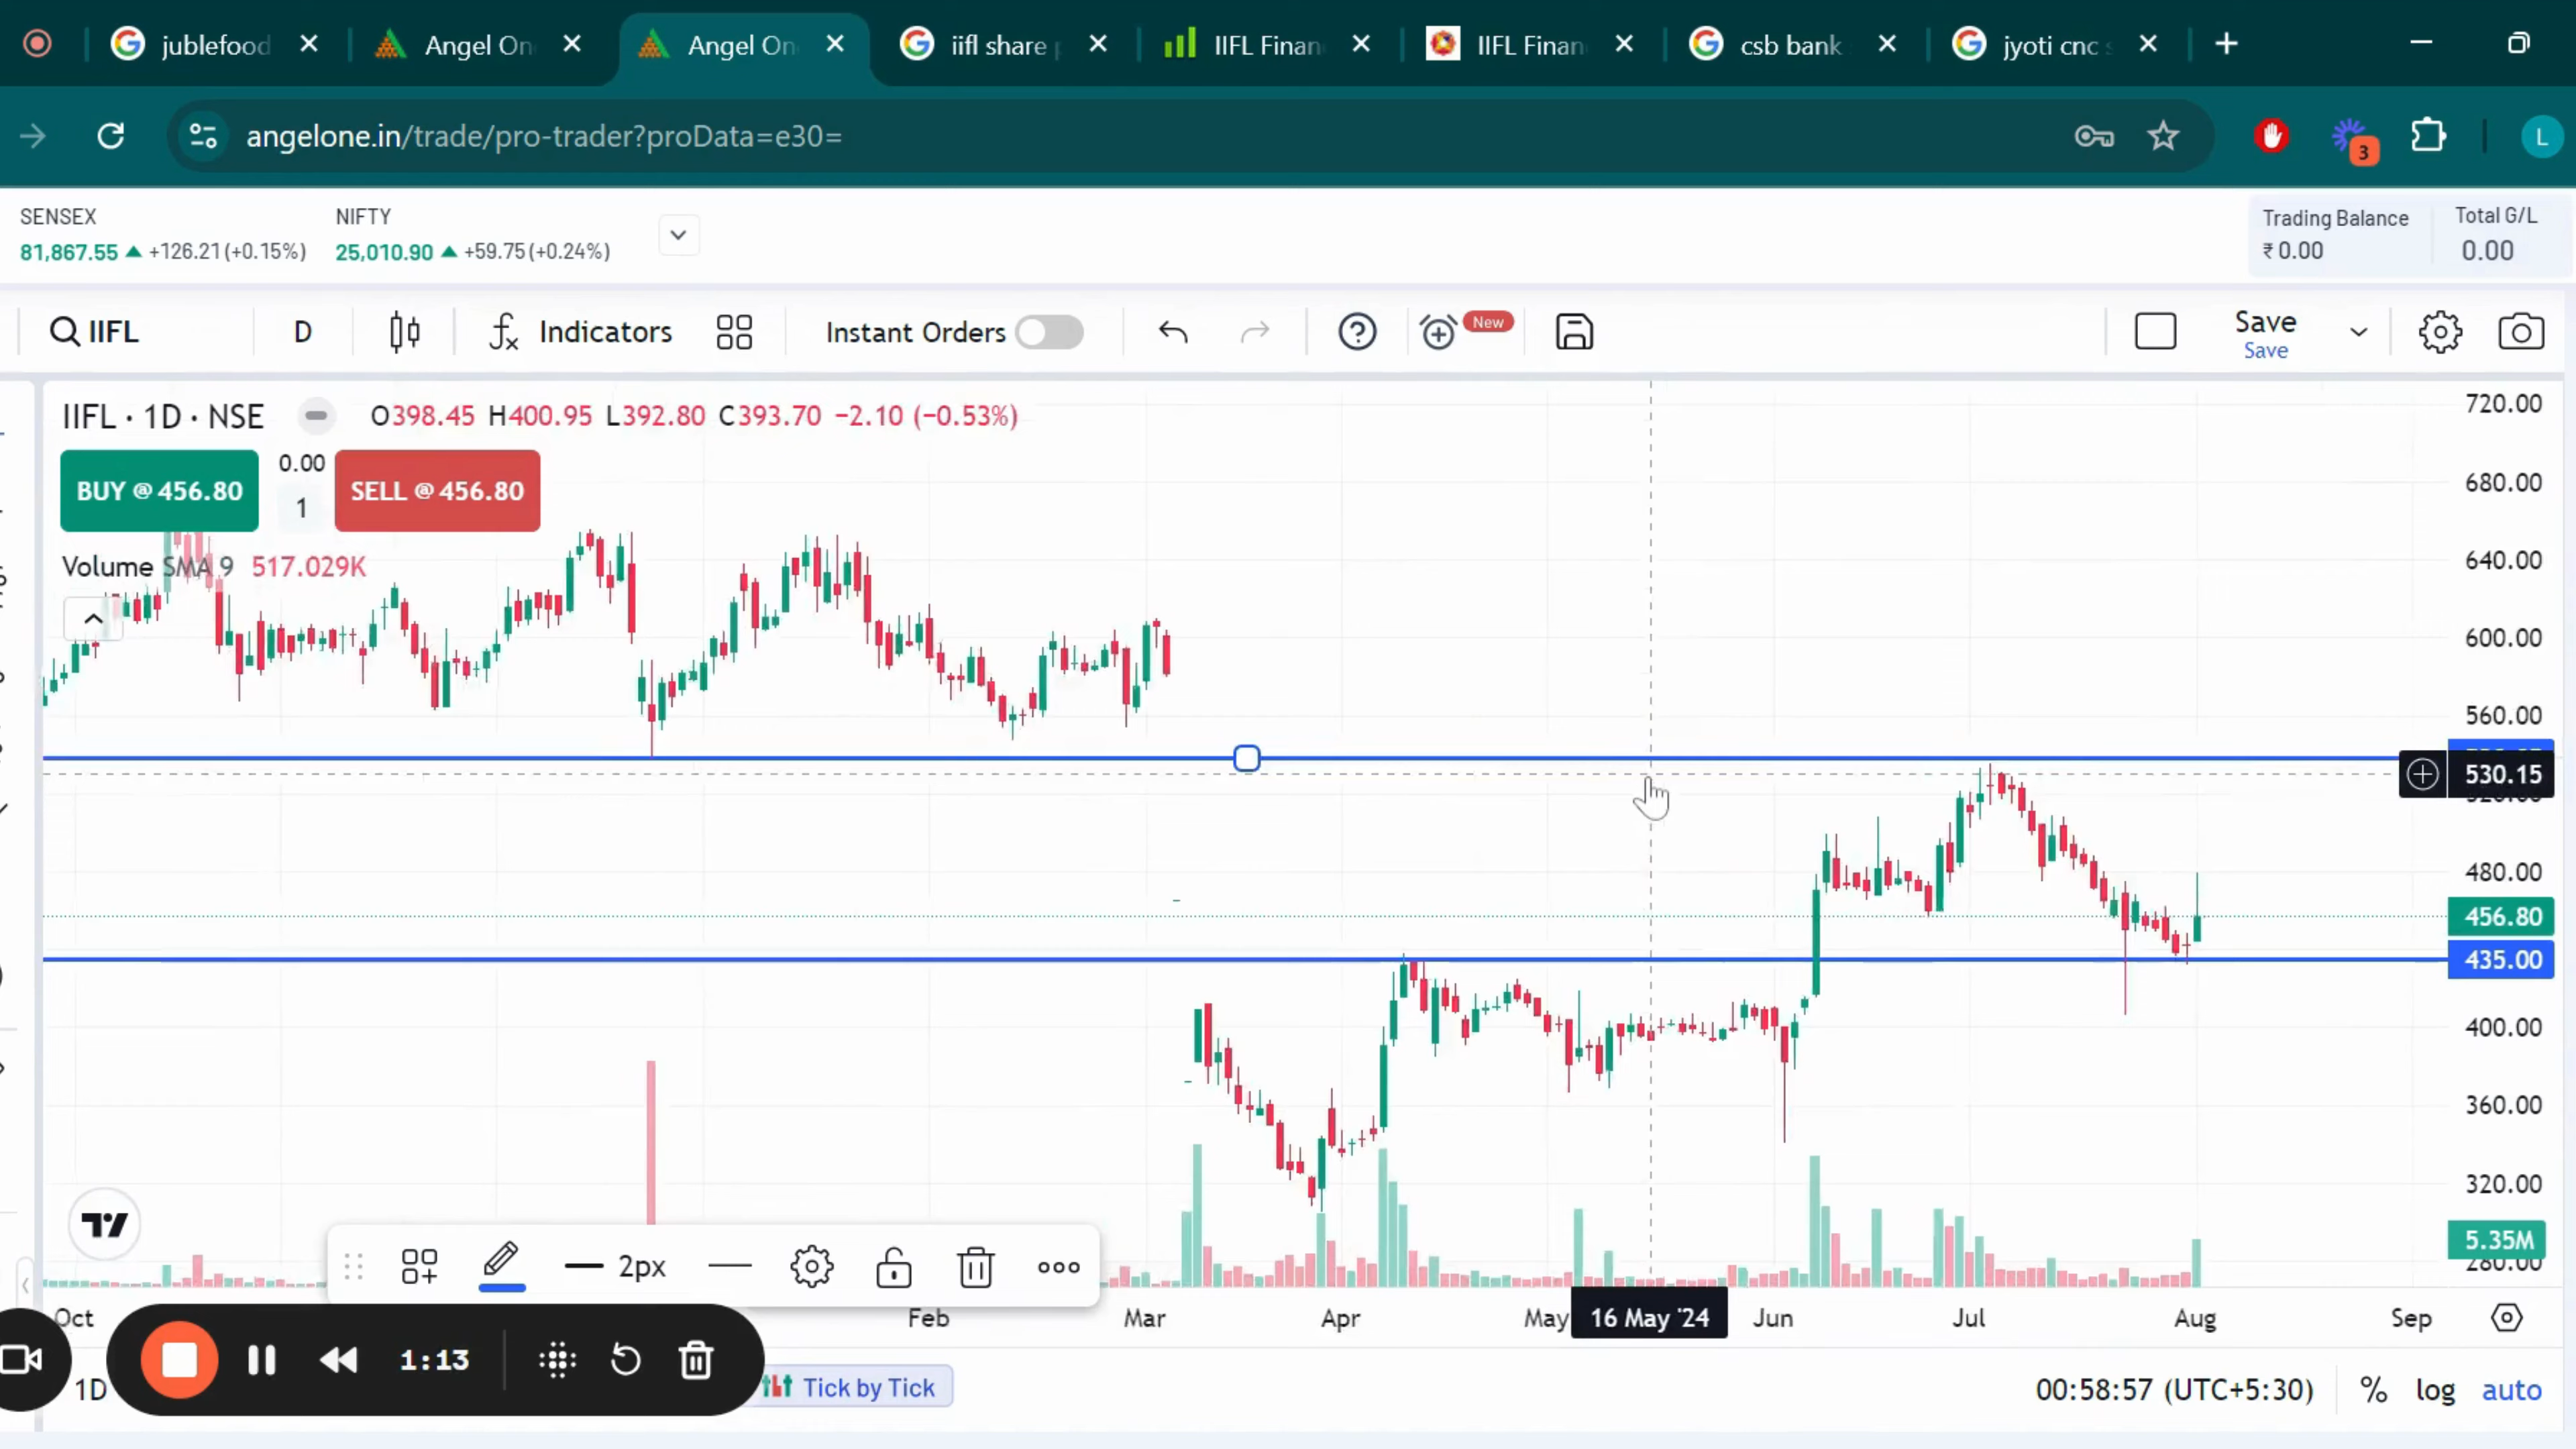 jublefood
Angel On
Angel On
iifl share p
IIFL Finan
IIFL Finan
csb bank
jyoti cnc s
angelone.in/trade/pro-trader?proData=e30=
3
L
SENSEX
81,867.55 +126.21(+0.15%)
NIFTY
25,010.90 +59.75(+0.24%)
Trading Balance
₹0.00
Total G/L
0.00
IIFL
D
Indicators
Instant Orders
New
Save
Save
IIFL · 1D · NSE
O398.45 H400.95 L392.80 C393.70 −2.10 (−0.53%)
BUY @ 456.80
0.00
1
SELL @ 456.80
Volume SMA 9 517.029K
720.00
680.00
640.00
600.00
560.00
530.15
480.00
456.80
435.00
400.00
360.00
320.00
5.35M
280.00
2px
Oct
Feb
Mar
Apr
May
16 May '24
Jun
Jul
Aug
Sep
1:13
1D
Tick by Tick
00:58:57 (UTC+5:30)
%
log
auto